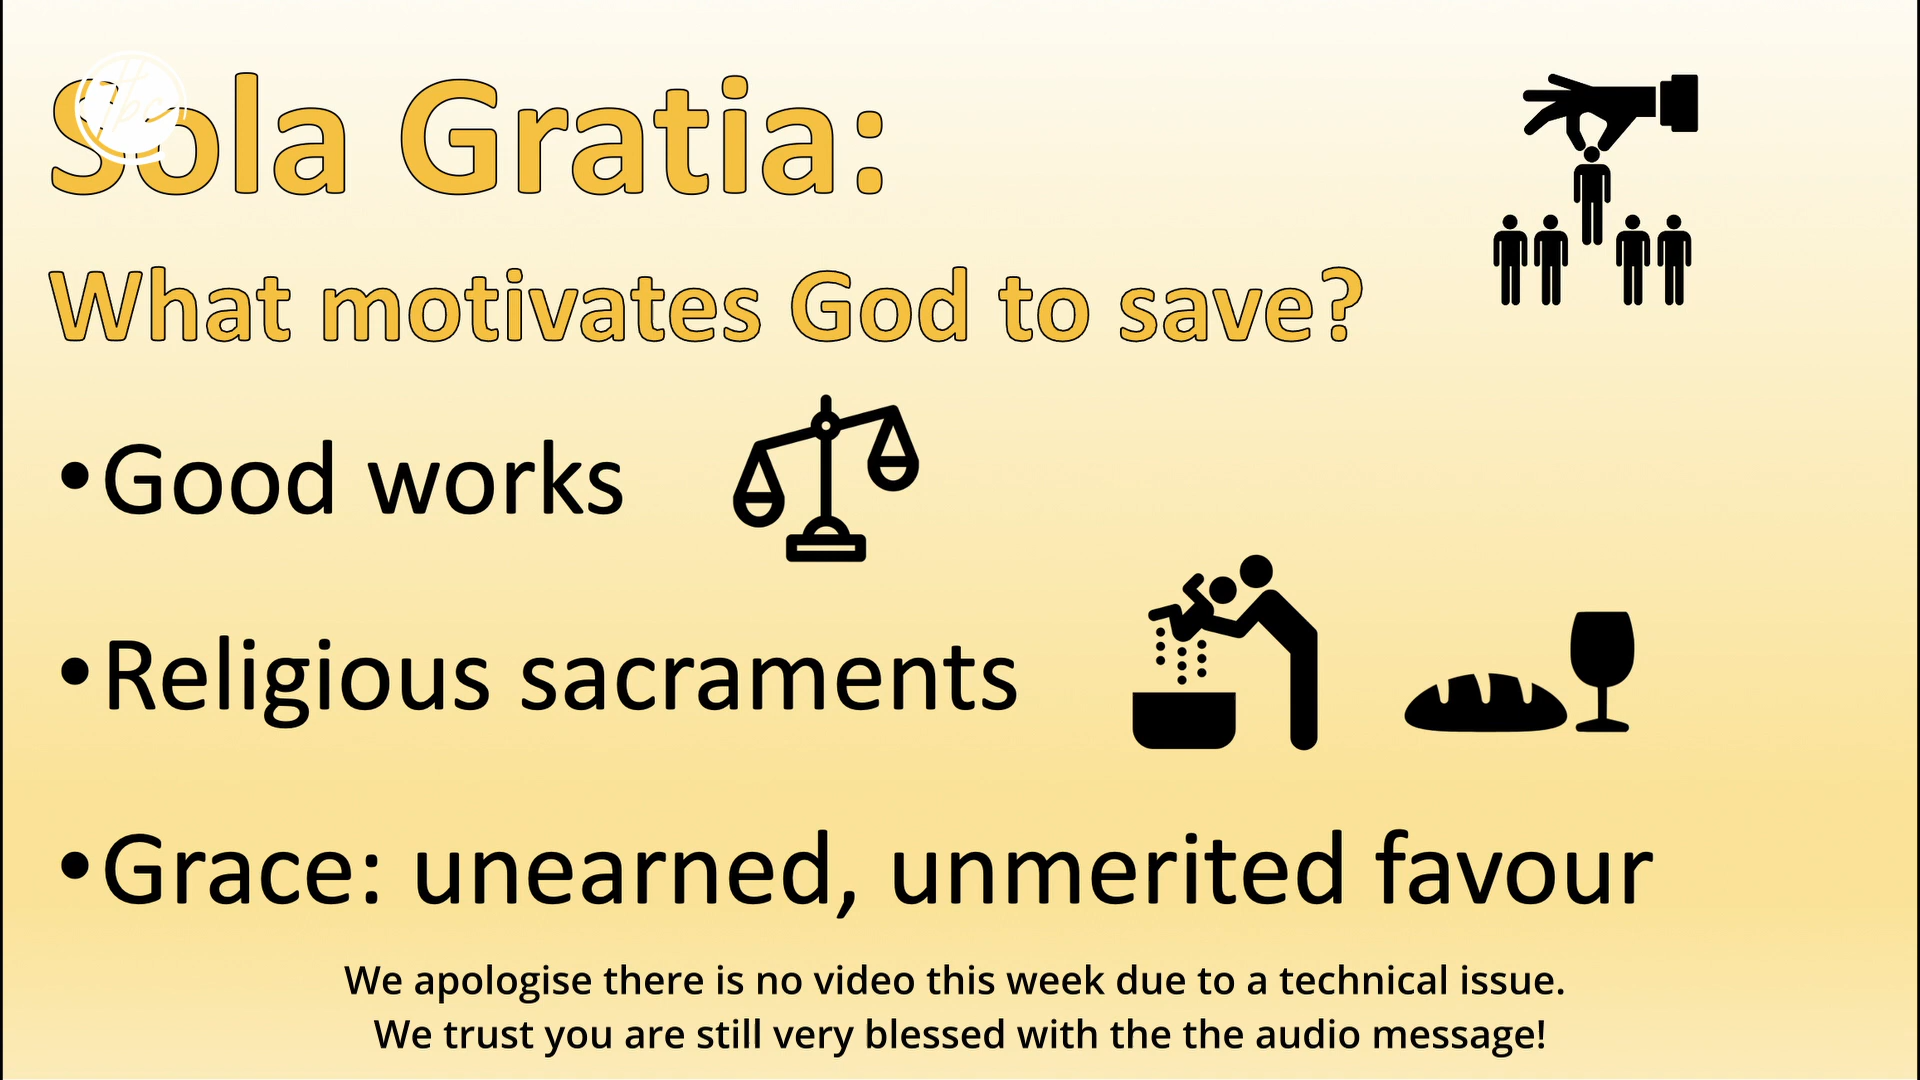 Sola Gratia:
What motivates God to save?
•Good works
•Religious sacraments
•Grace: unearned, unmerited favour
We apologise there is no video this week due to a technical issue.
We trust you are still very blessed with the the audio message!